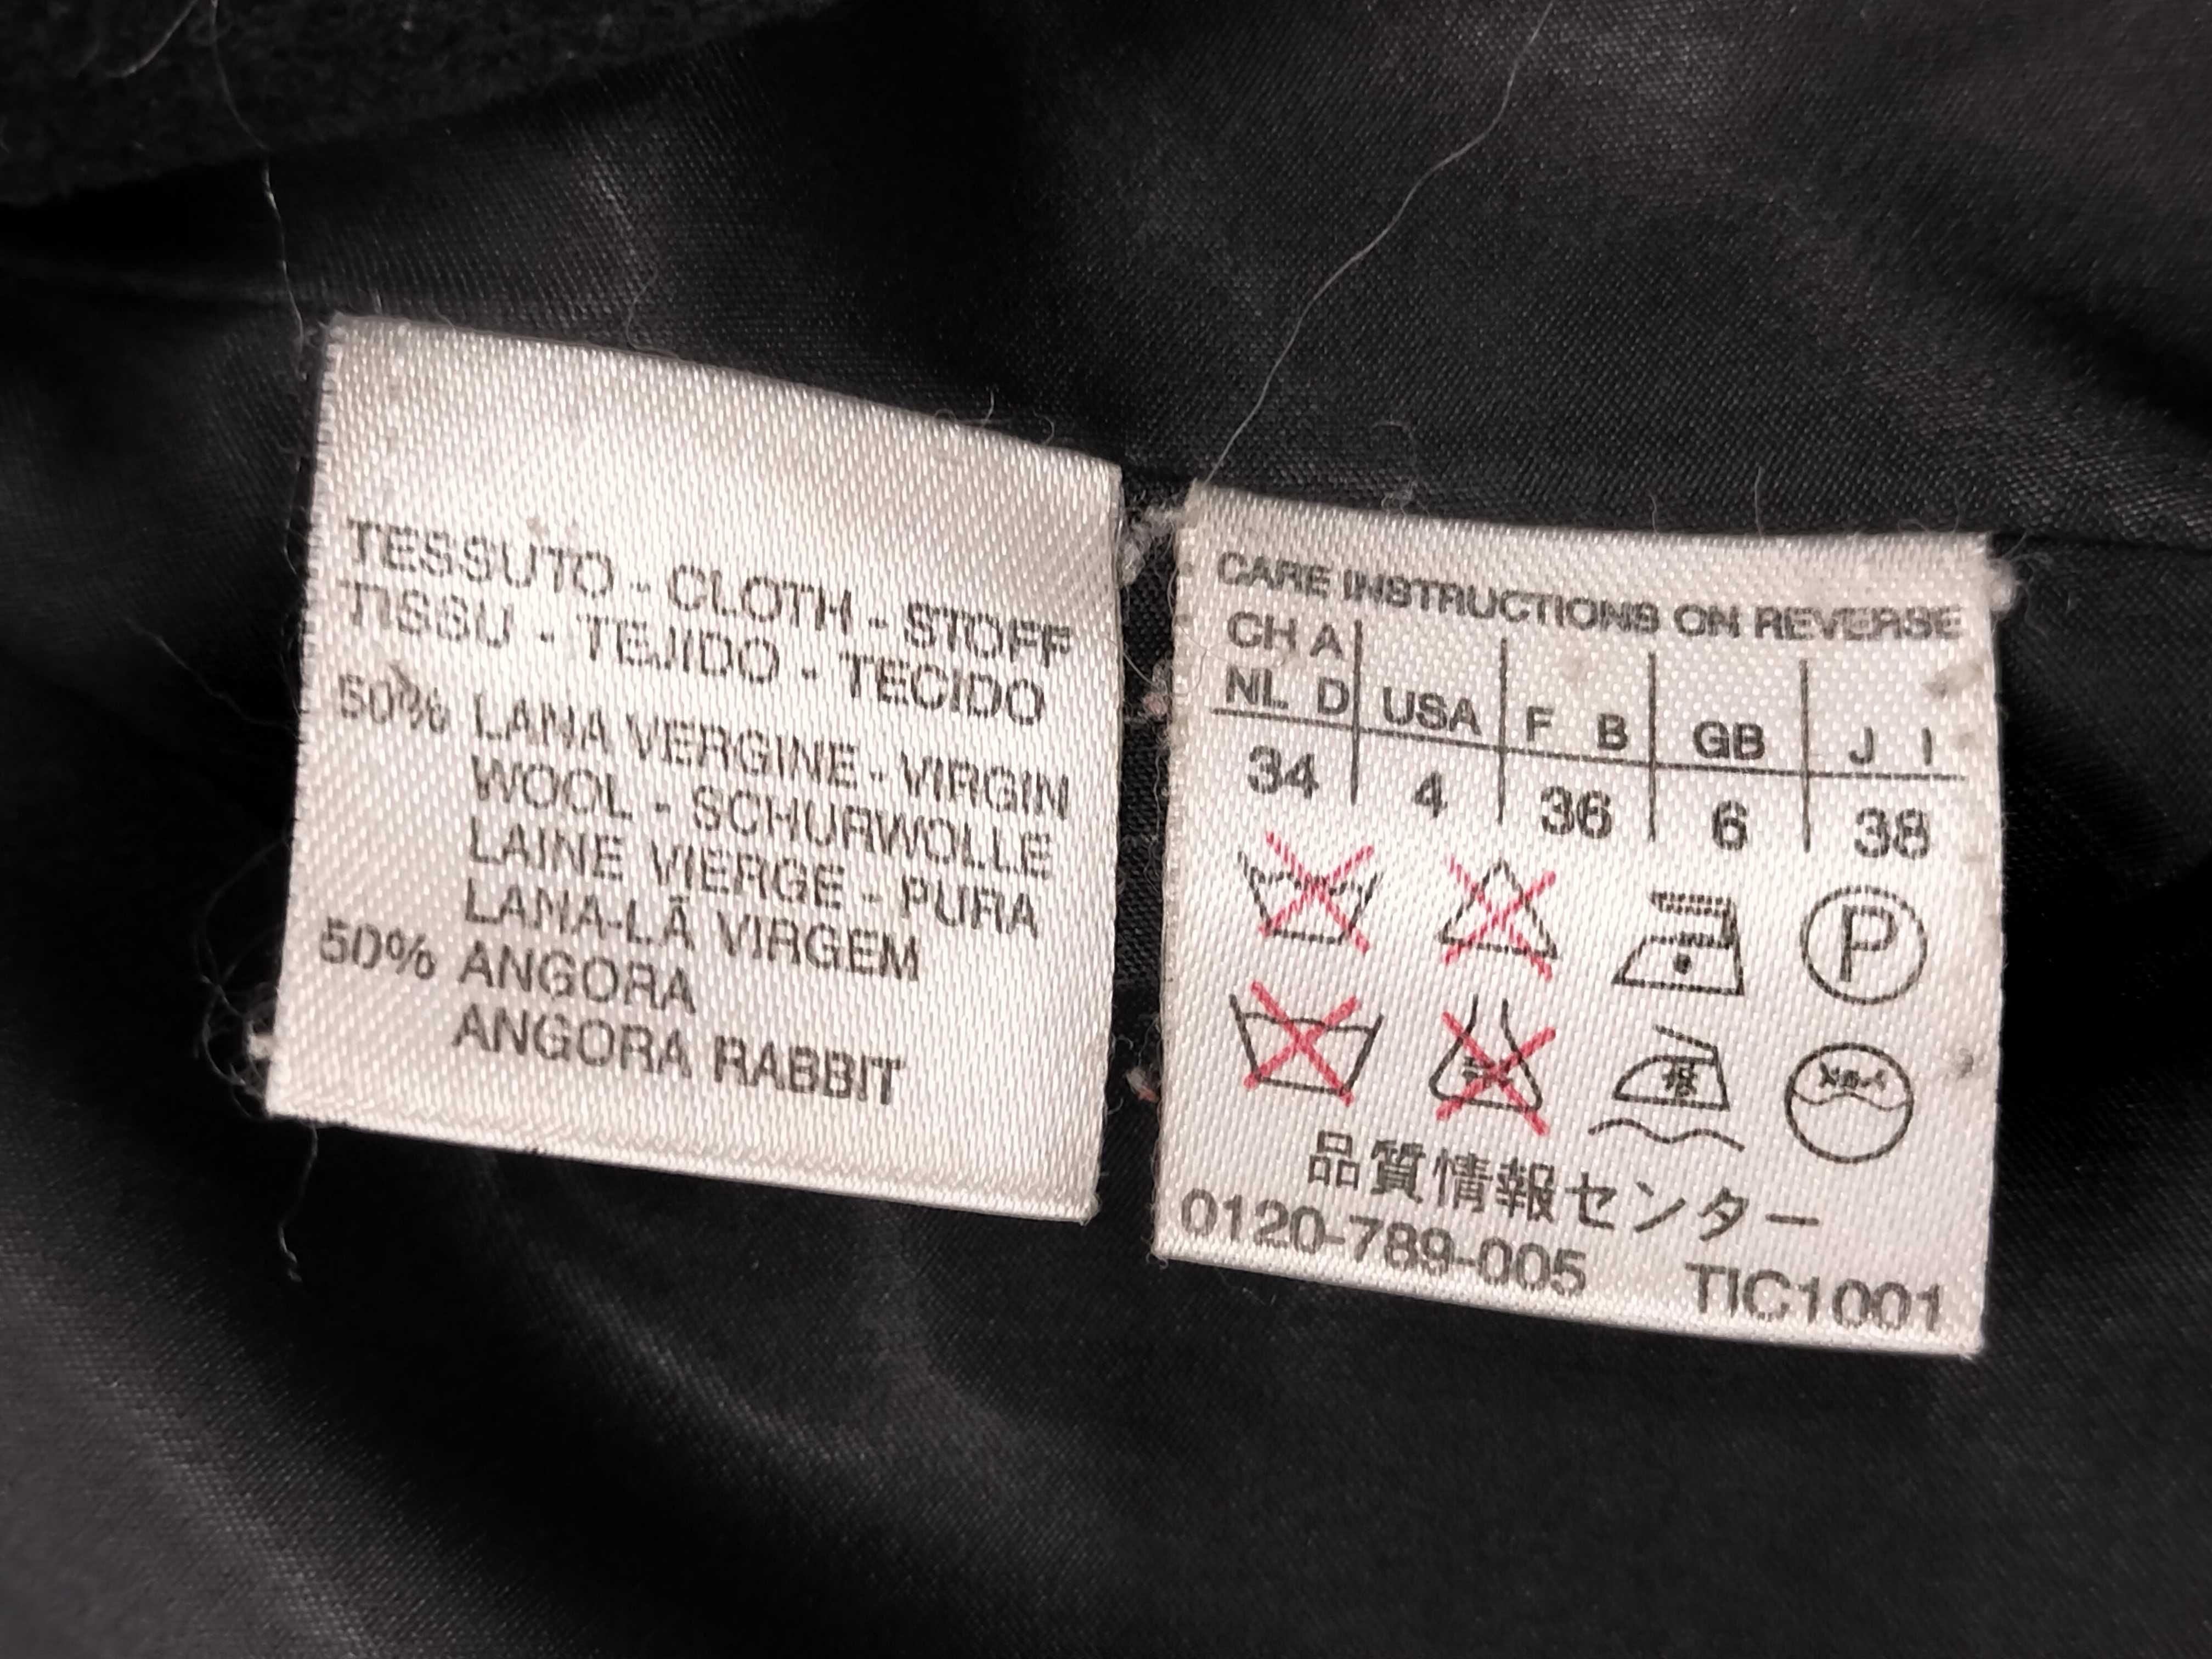 TESSUTO - CLOTH - STOFF
TISSU - TEJIDO - TECIDO
50% LANA VERGINE - VIRGIN
WOOL - SCHURWOLLE
LAINE VIERGE - PURA
LANA-LÃ VIRGEM
50% ANGORA
ANGORA RABBIT
CARE INSTRUCTIONS ON REVERSE
CH A
NL D USA F B GB J I
34 4 36 6 38
P
品質情報センター
0120-789-005 TIC1001